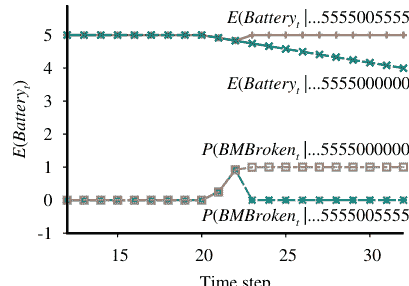 E(Battery_t |...5555005555
5
4
3
2
1
0
-1
E(Battery_t)
E(Battery_t |...5555000000
P(BMBroken_t |...5555000000
P(BMBroken_t |...5555005555
15 20 25 30
Time step